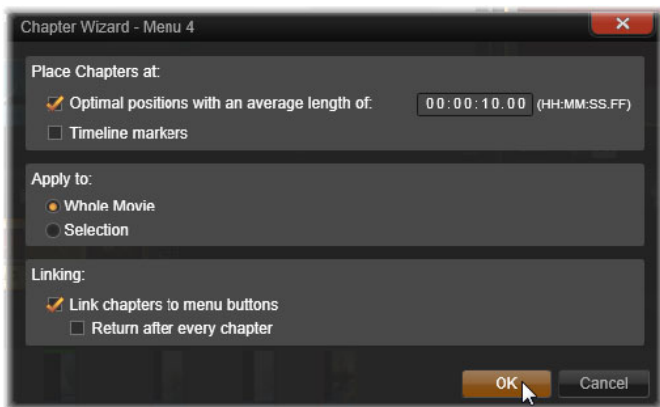 Chapter Wizard - Menu 4
Place Chapters at:
Optimal positions with an average length of: 00:00:10.00 (HH:MM:SS.FF)
Timeline markers
Apply to:
Whole Movie
Selection
Linking:
Link chapters to menu buttons
Return after every chapter
OK Cancel